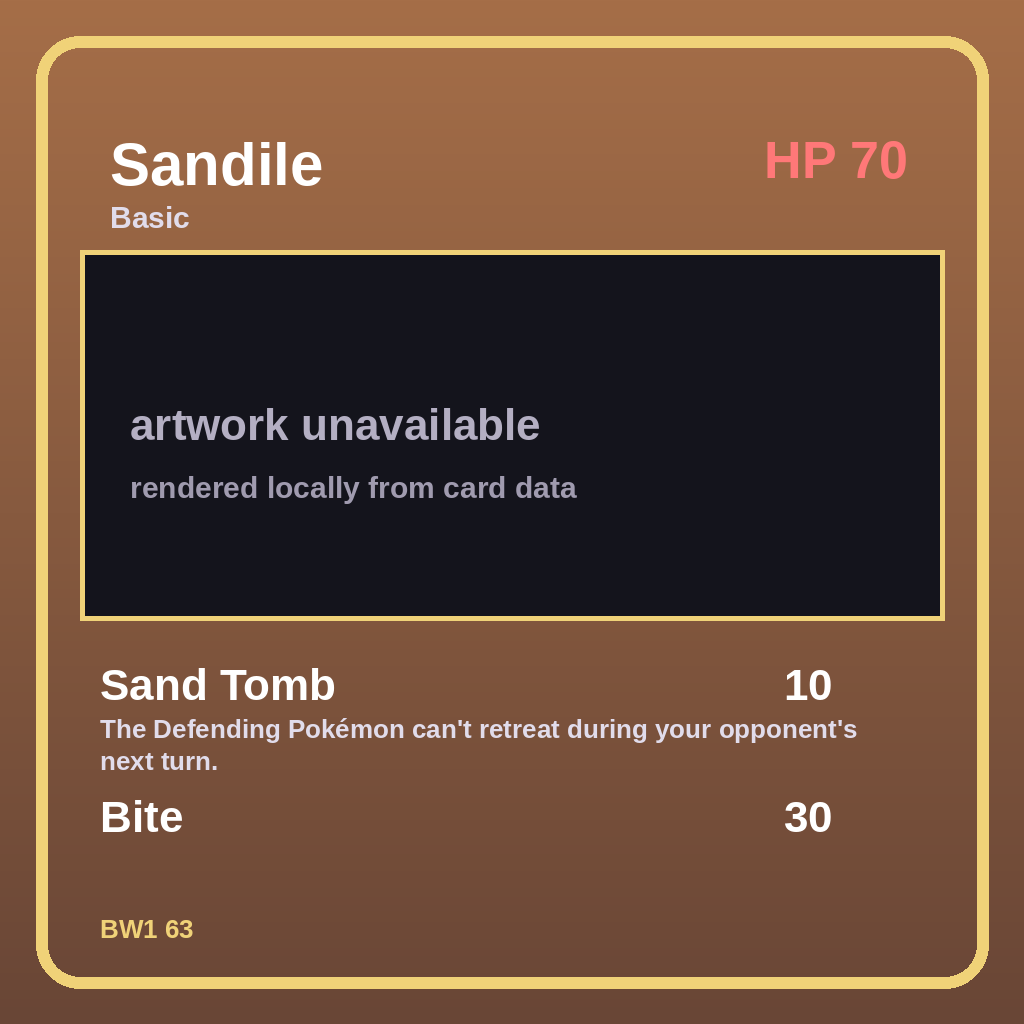 Sandile
HP 70
Basic
artwork unavailable
rendered locally from card data
Sand Tomb
10
The Defending Pokémon can't retreat during your opponent's
next turn.
Bite
30
BW1 63